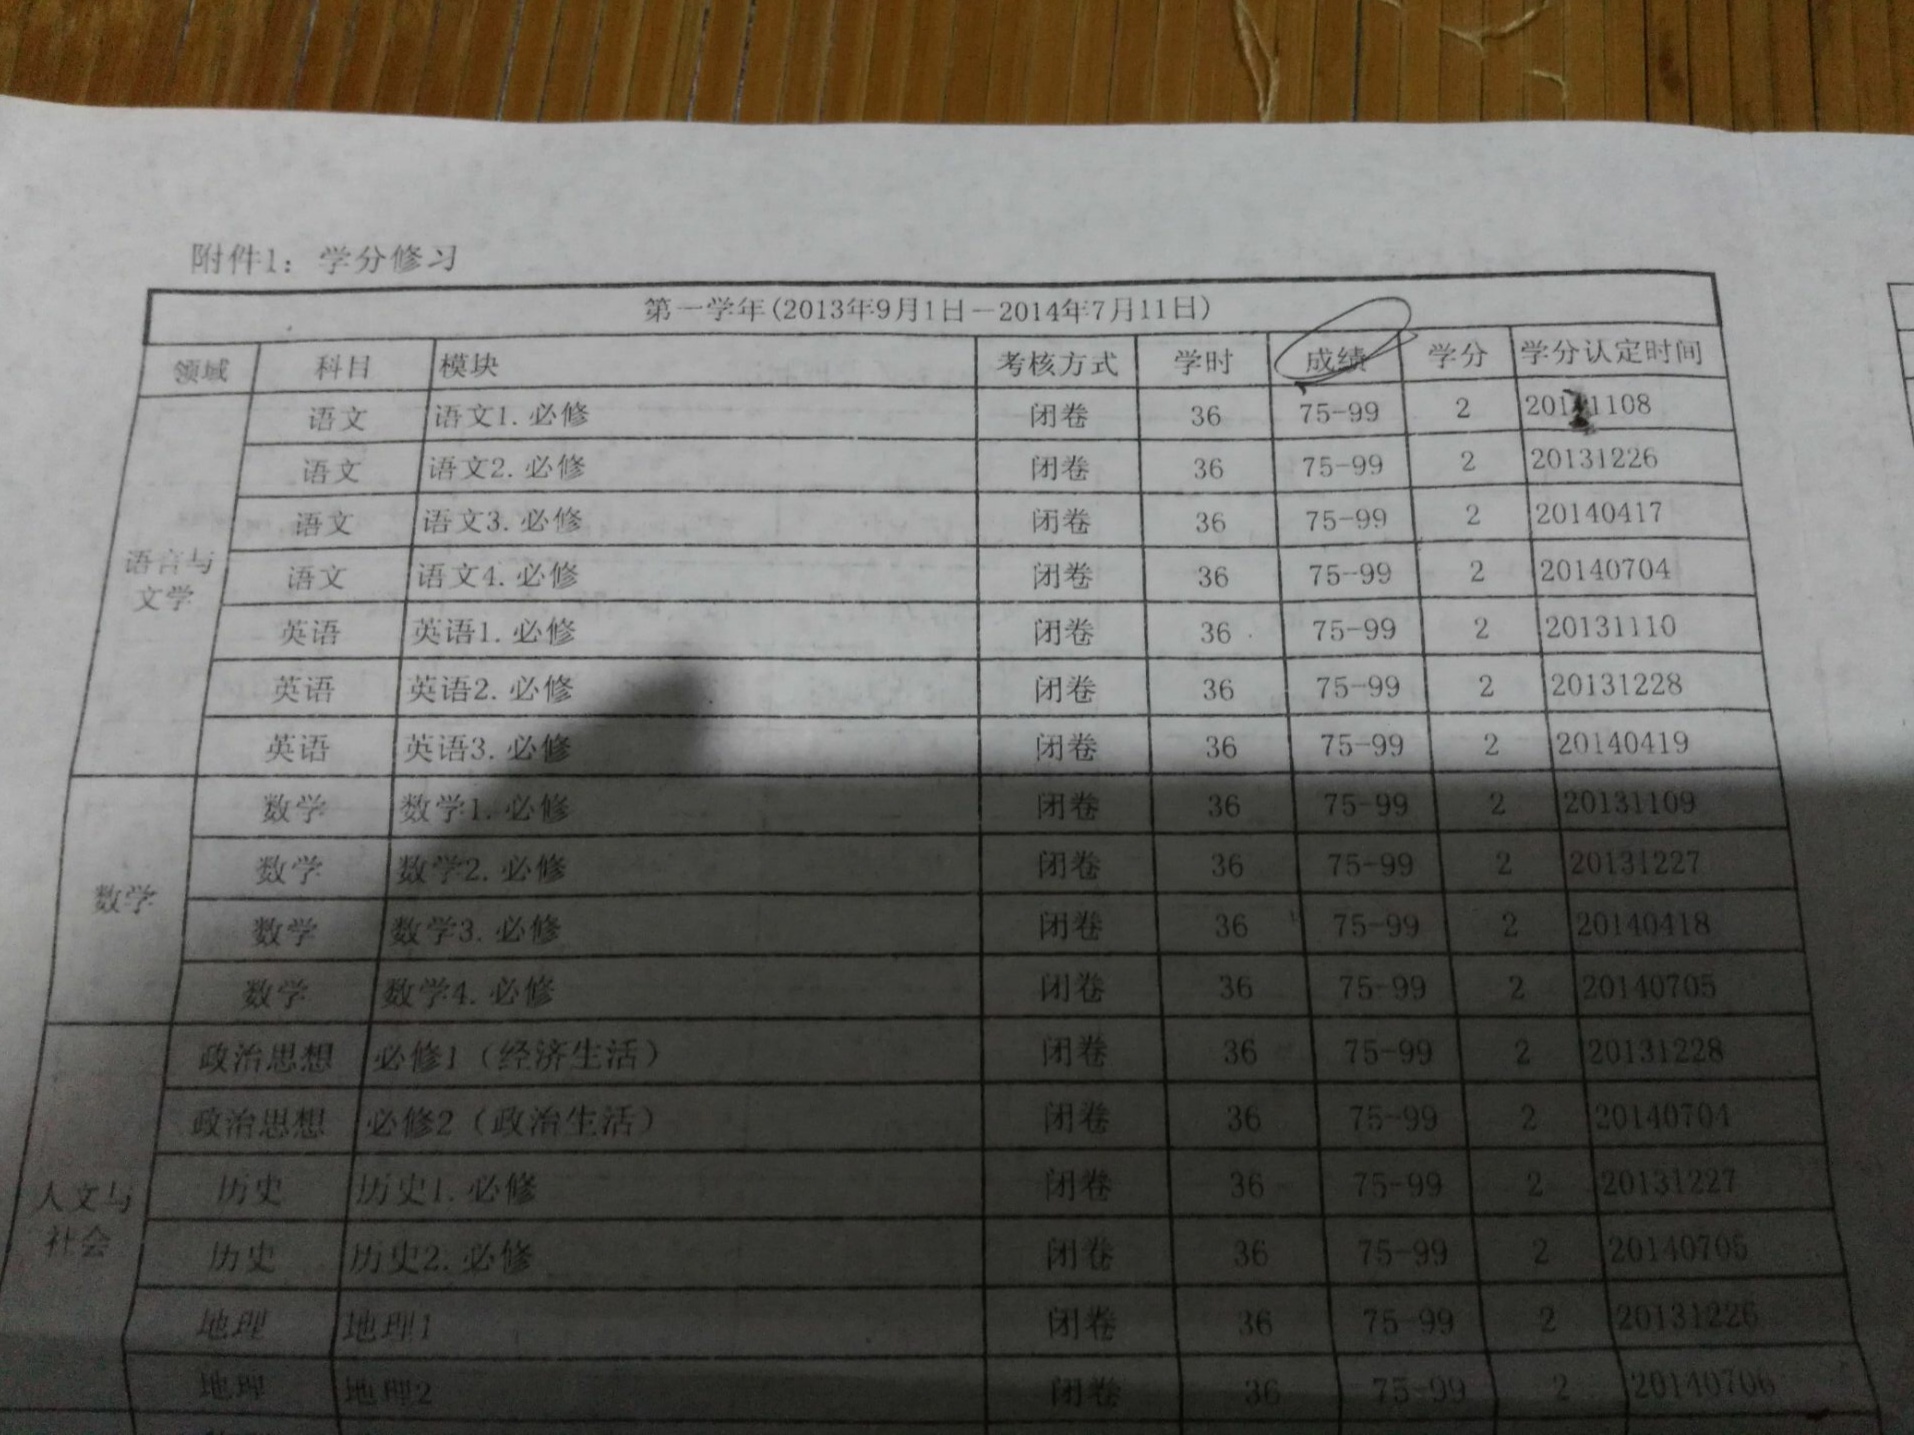 附件1：学分修习
第一学年(2013年9月1日－2014年7月11日)
领域 科目 模块 考核方式 学时 成绩 学分 学分认定时间
语言与文学
语文 语文1.必修 闭卷 36 75-99 2
语文 语文2.必修 闭卷 36 75-99 2 20131226
语文 语文3.必修 闭卷 36 75-99 2 20140417
语文 语文4.必修 闭卷 36 75-99 2 20140704
英语 英语1.必修 闭卷 36 75-99 2 20131110
英语 英语2.必修 闭卷 36 75-99 2 20131228
英语 英语3.必修 闭卷 36 75-99 2 20140419
数学
数学 数学1.必修 闭卷 36 75-99 2 20131109
数学 数学2.必修 闭卷 36 75-99 2 20131227
数学 数学3.必修 闭卷 36 75-99 2 20140418
数学 数学4.必修 闭卷 36 75-99 2 20140705
人文与社会
政治思想 必修1（经济生活） 闭卷 36 75-99 2 20131228
政治思想 必修2（政治生活） 闭卷 36 75-99 2 20140704
历史 历史1.必修 闭卷 36 75-99 2 20131227
历史 历史2.必修 闭卷 36 75-99 2 20140705
地理 地理1 闭卷 36 75-99 2 20131226
地理 地理2 闭卷 36 75-99 2 20140706